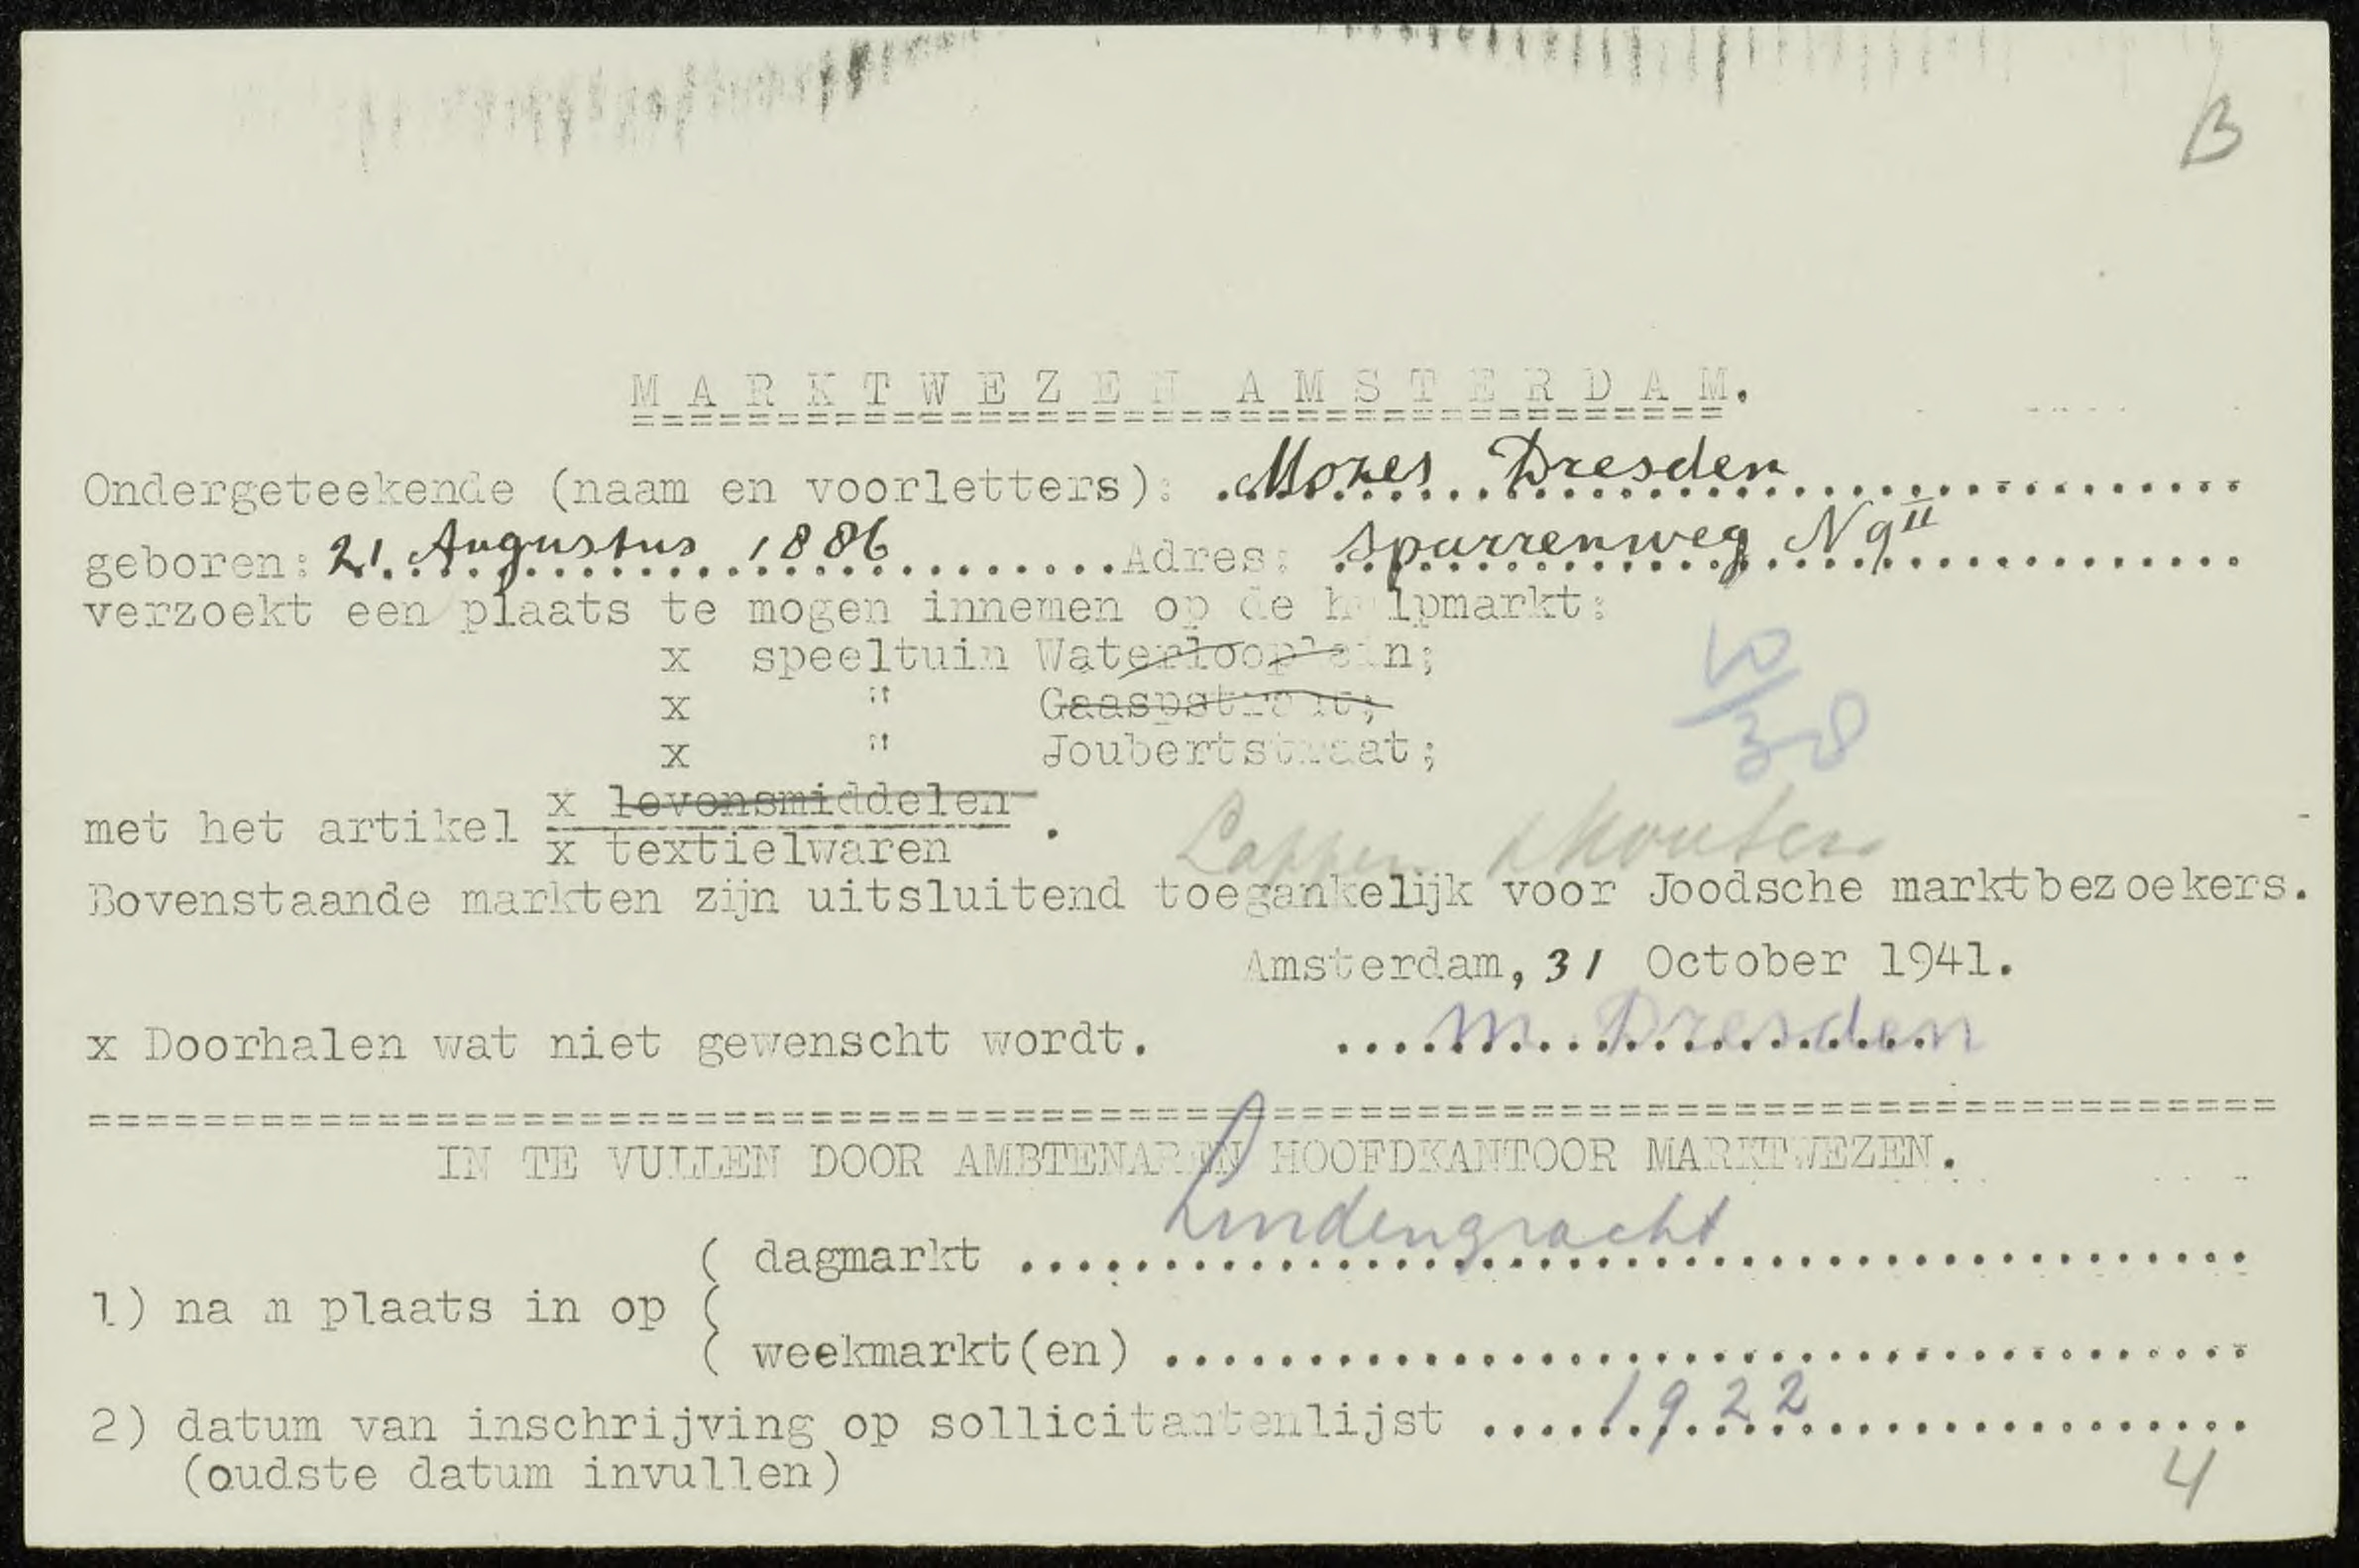 B
MARKTWEZEN AMSTERDAM.
Ondergeteekende (naam en voorletters): Mozes Dresden
geboren: 21 Augustus 1886 Adres: Sparrenweg N 9 II
verzoekt een plaats te mogen innemen op de hulpmarkt:
x speeltuin Waterlooplein;
x " Gaaspstraat;
x " Joubertstraat;
10/38
met het artikel x levensmiddelen
x textielwaren .
Lappen
Bovenstaande markten zijn uitsluitend toegankelijk voor Joodsche marktbezoekers.
Amsterdam, 31 October 1941.
x Doorhalen wat niet gewenscht wordt. M. Dresden
IN TE VULLEN DOOR AMBTENAREN HOOFDKANTOOR MARKTWEZEN.
( dagmarkt Lindengracht
1) nam plaats in op (
( weekmarkt(en)
2) datum van inschrijving op sollicitantenlijst 1922
(oudste datum invullen)
4